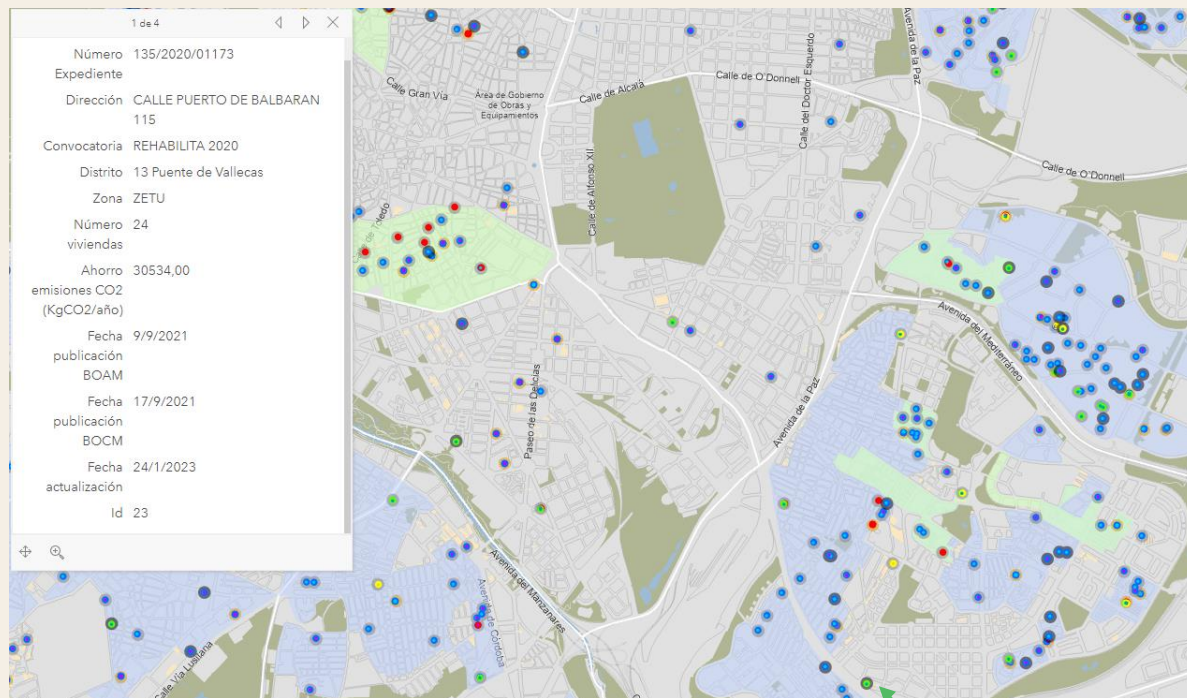 1 de 4
Número 135/2020/01173
Expediente
Dirección CALLE PUERTO DE BALBARAN
115
Convocatoria REHABILITA 2020
Distrito 13 Puente de Vallecas
Zona ZETU
Número 24
viviendas
Ahorro 30534,00
emisiones CO2
(KgCO2/año)
Fecha 9/9/2021
publicación
BOAM
Fecha 17/9/2021
publicación
BOCM
Fecha 24/1/2023
actualización
Id 23
Calle Gran Vía
Área de Gobierno
de Obras y
Equipamientos
Calle de Alcalá
Calle de O'Donnell
Calle del Doctor Esquerdo
Avenida de la Paz
Calle de O'Donnell
Calle de Alfonso XII
Toledo
Avenida del Mediterráneo
Paseo de las Delicias
Avenida de la Paz
Avenida del Manzanares
Avenida de Córdoba
Calle Vía Lusitana